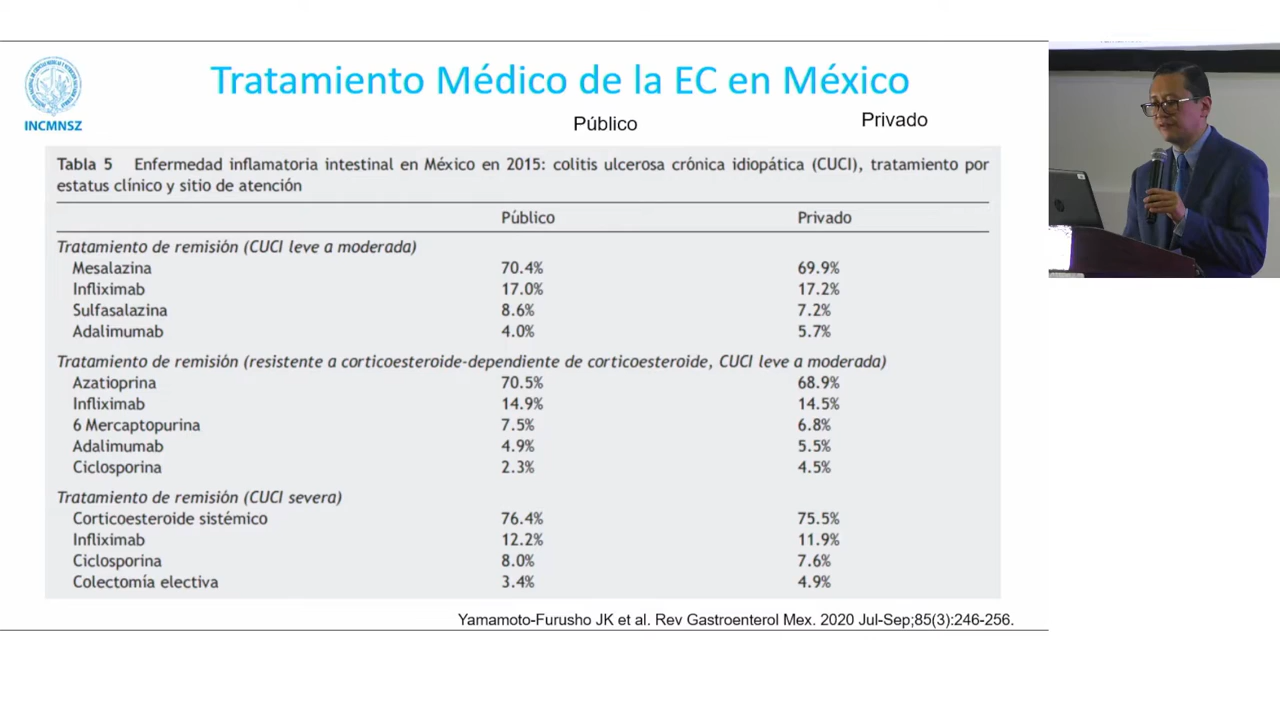 Tratamiento Médico de la EC en México
INCMNSZ
Público Privado
Tabla 5 Enfermedad inflamatoria intestinal en México en 2015: colitis ulcerosa crónica idiopática (CUCI), tratamiento por
estatus clínico y sitio de atención
Público Privado
Tratamiento de remisión (CUCI leve a moderada)
Mesalazina 70.4% 69.9%
Infliximab 17.0% 17.2%
Sulfasalazina 8.6% 7.2%
Adalimumab 4.0% 5.7%
Tratamiento de remisión (resistente a corticoesteroide-dependiente de corticoesteroide, CUCI leve a moderada)
Azatioprina 70.5% 68.9%
Infliximab 14.9% 14.5%
6 Mercaptopurina 7.5% 6.8%
Adalimumab 4.9% 5.5%
Ciclosporina 2.3% 4.5%
Tratamiento de remisión (CUCI severa)
Corticoesteroide sistémico 76.4% 75.5%
Infliximab 12.2% 11.9%
Ciclosporina 8.0% 7.6%
Colectomía electiva 3.4% 4.9%
Yamamoto-Furusho JK et al. Rev Gastroenterol Mex. 2020 Jul-Sep;85(3):246-256.